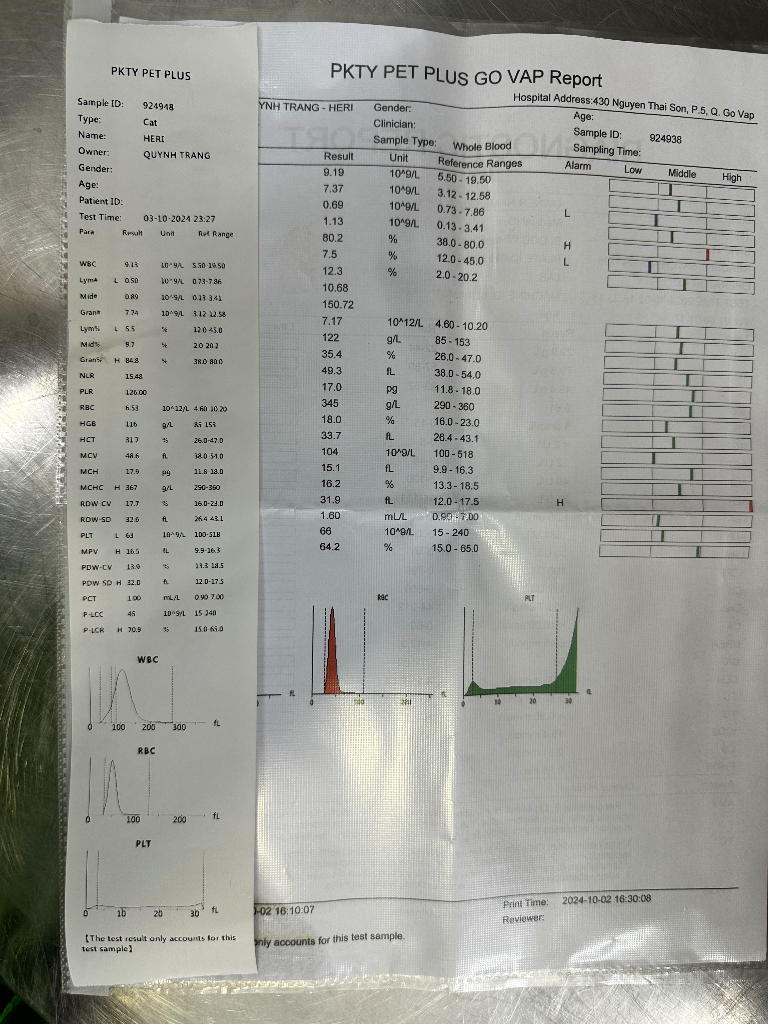 PKTY PET PLUS
Sample ID: 924948
Type: Cat
Name: HERI
Owner: QUYNH TRANG
Gender:
Age:
Patient ID:
Test Time: 03-10-2024 23:27
Para Result Unit Ref Range
WBC 9.13 10^9/L 5.50-19.50
Lym# L 0.50 10^9/L 0.73-7.86
Mid# 0.89 10^9/L 0.13-3.41
Gran# 7.74 10^9/L 3.12-12.58
Lym% L 5.5 % 12.0-45.0
Mid% 9.7 % 2.0-20.2
Gran% H 84.8 % 38.0-80.0
NLR 15.48
PLR 126.00
RBC 6.53 10^12/L 4.60-10.20
HGB 116 g/L 85-153
HCT 31.7 % 26.0-47.0
MCV 48.6 fL 38.0-54.0
MCH 17.9 pg 11.8-18.0
MCHC H 367 g/L 290-360
RDW-CV 17.7 % 16.0-23.0
RDW-SD 32.6 fL 26.4-43.1
PLT L 63 10^9/L 100-518
MPV H 16.5 fL 9.9-16.3
PDW-CV 13.9 % 13.3-18.5
PDW-SD H 32.0 fL 12.0-17.5
PCT 1.00 mL/L 0.90-7.00
P-LCC 45 10^9/L 15-240
P-LCR H 70.9 % 15.0-65.0
WBC
0 100 200 300 fL
RBC
0 100 200 fL
PLT
0 10 20 30 fL
【The test result only accounts for this
test sample】
PKTY PET PLUS GO VAP Report
Hospital Address:430 Nguyen Thai Son, P.5, Q. Go Vap
YNH TRANG - HERI Gender: Age:
Clinician: Sample ID: 924938
Sample Type: Whole Blood Sampling Time:
Result Unit Reference Ranges Alarm Low Middle High
9.19 10^9/L 5.50 - 19.50
7.37 10^9/L 3.12 - 12.58
0.69 10^9/L 0.73 - 7.86 L
1.13 10^9/L 0.13 - 3.41
80.2 % 38.0 - 80.0 H
7.5 % 12.0 - 45.0 L
12.3 % 2.0 - 20.2
10.68
150.72
7.17 10^12/L 4.60 - 10.20
122 g/L 85 - 153
35.4 % 26.0 - 47.0
49.3 fL 38.0 - 54.0
17.0 pg 11.8 - 18.0
345 g/L 290 - 360
18.0 % 16.0 - 23.0
33.7 fL 26.4 - 43.1
104 10^9/L 100 - 518
15.1 fL 9.9 - 16.3
16.2 % 13.3 - 18.5
31.9 fL 12.0 - 17.5 H
1.60 mL/L 0.90 - 7.00
66 10^9/L 15 - 240
64.2 % 15.0 - 65.0
RBC PLT
fL 0 100 200 fL 0 10 20 30 fL
-02 16:10:07 Print Time: 2024-10-02 16:30:08
Reviewer:
only accounts for this test sample.